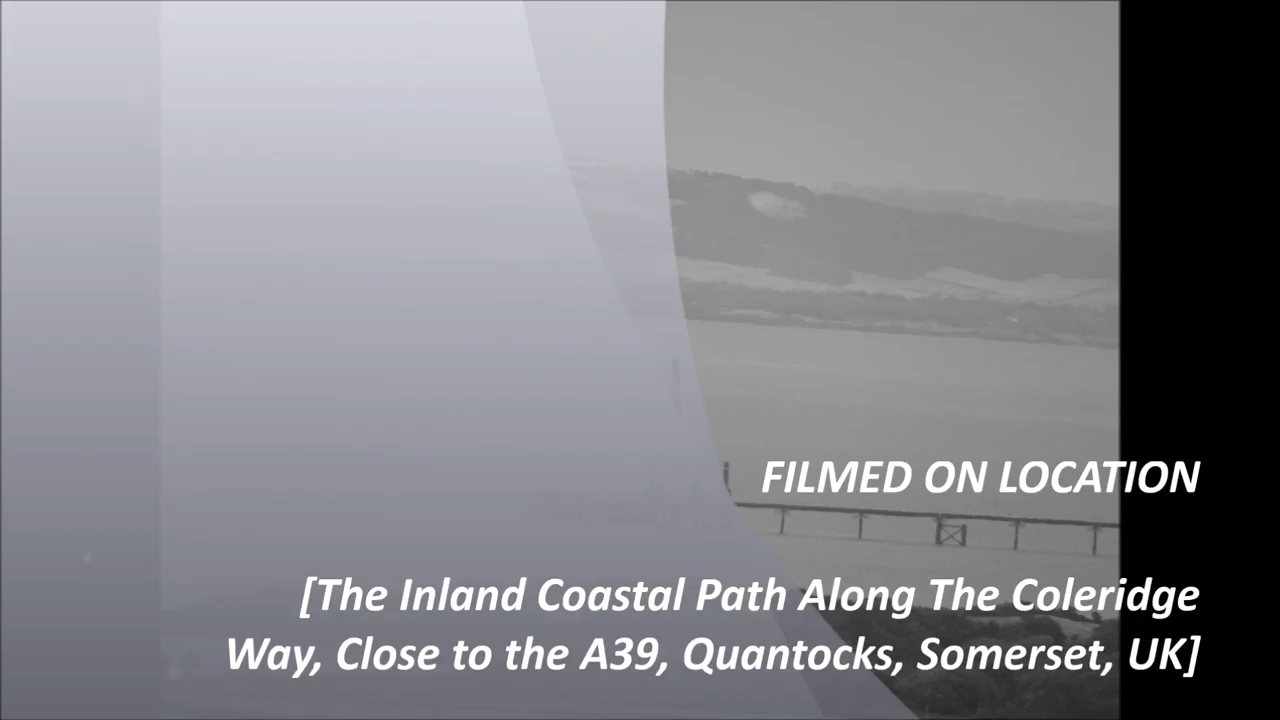 FILMED ON LOCATION
[The Inland Coastal Path Along The Coleridge
Way, Close to the A39, Quantocks, Somerset, UK]